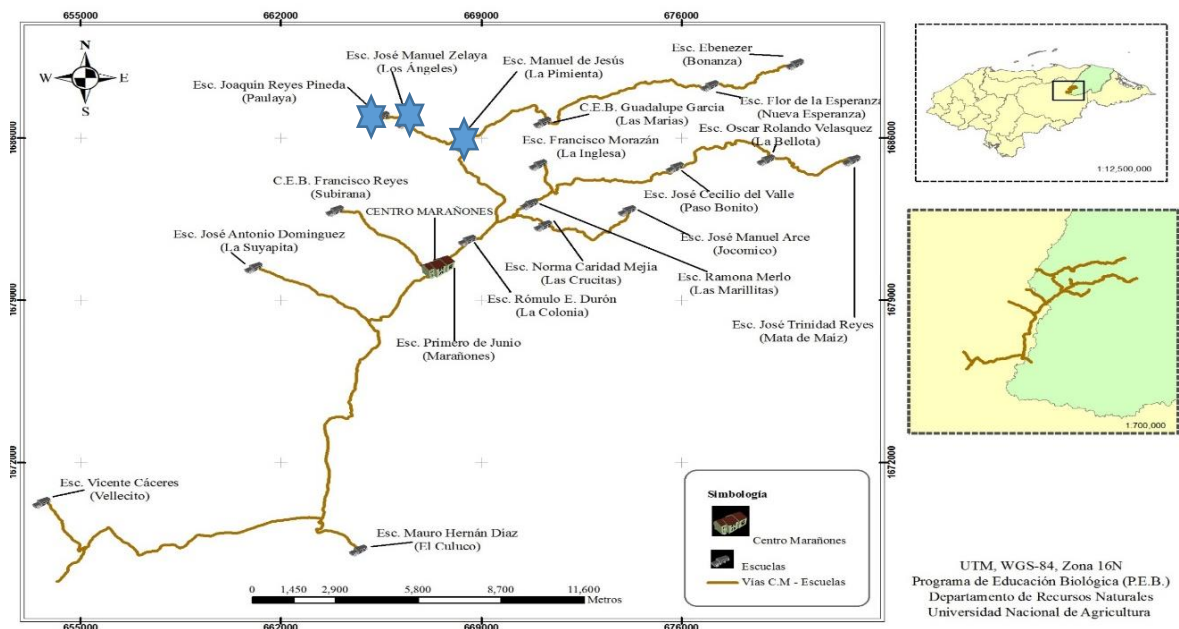 655000
662000
669000
676000
N
W
E
S
Esc. José Manuel Zelaya
(Los Ángeles)
Esc. Manuel de Jesús
(La Pimienta)
Esc. Ebenezer
(Bonanza)
Esc. Joaquin Reyes Pineda
(Paulaya)
C.E.B. Guadalupe Garcia
(Las Marias)
Esc. Flor de la Esperanza
(Nueva Esperanza)
Esc. Francisco Morazán
(La Inglesa)
Esc. Oscar Rolando Velasquez
(La Bellota)
1686000
1686000
C.E.B. Francisco Reyes
(Subirana)
CENTRO MARAÑONES
Esc. José Cecilio del Valle
(Paso Bonito)
Esc. José Antonio Dominguez
(La Suyapita)
Esc. José Manuel Arce
(Jocomico)
Esc. Norma Caridad Mejía
(Las Crucitas)
Esc. Ramona Merlo
(Las Marillitas)
Esc. Rómulo E. Durón
(La Colonia)
1679000
1679000
Esc. Primero de Junio
(Marañones)
Esc. José Trinidad Reyes
(Mata de Maíz)
1672000
1672000
Esc. Vicente Cáceres
(Vellecito)
Esc. Mauro Hernán Diaz
(El Culuco)
Simbología
Centro Marañones
Escuelas
Vias C.M - Escuelas
0
1,450
2,900
5,800
8,700
11,600
Metros
655000
662000
669000
676000
1:12,500,000
1:700,000
UTM, WGS-84, Zona 16N
Programa de Educación Biológica (P.E.B.)
Departamento de Recursos Naturales
Universidad Nacional de Agricultura